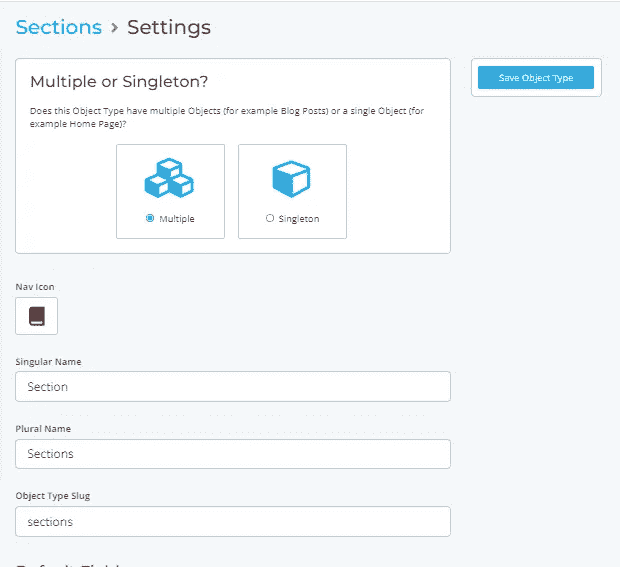 Sections > Settings
Multiple or Singleton?
Save Object Type
Does this Object Type have multiple Objects (for example Blog Posts) or a single Object (for
example Home Page)?
Multiple
Singleton
Nav Icon
Singular Name
Section
Plural Name
Sections
Object Type Slug
sections